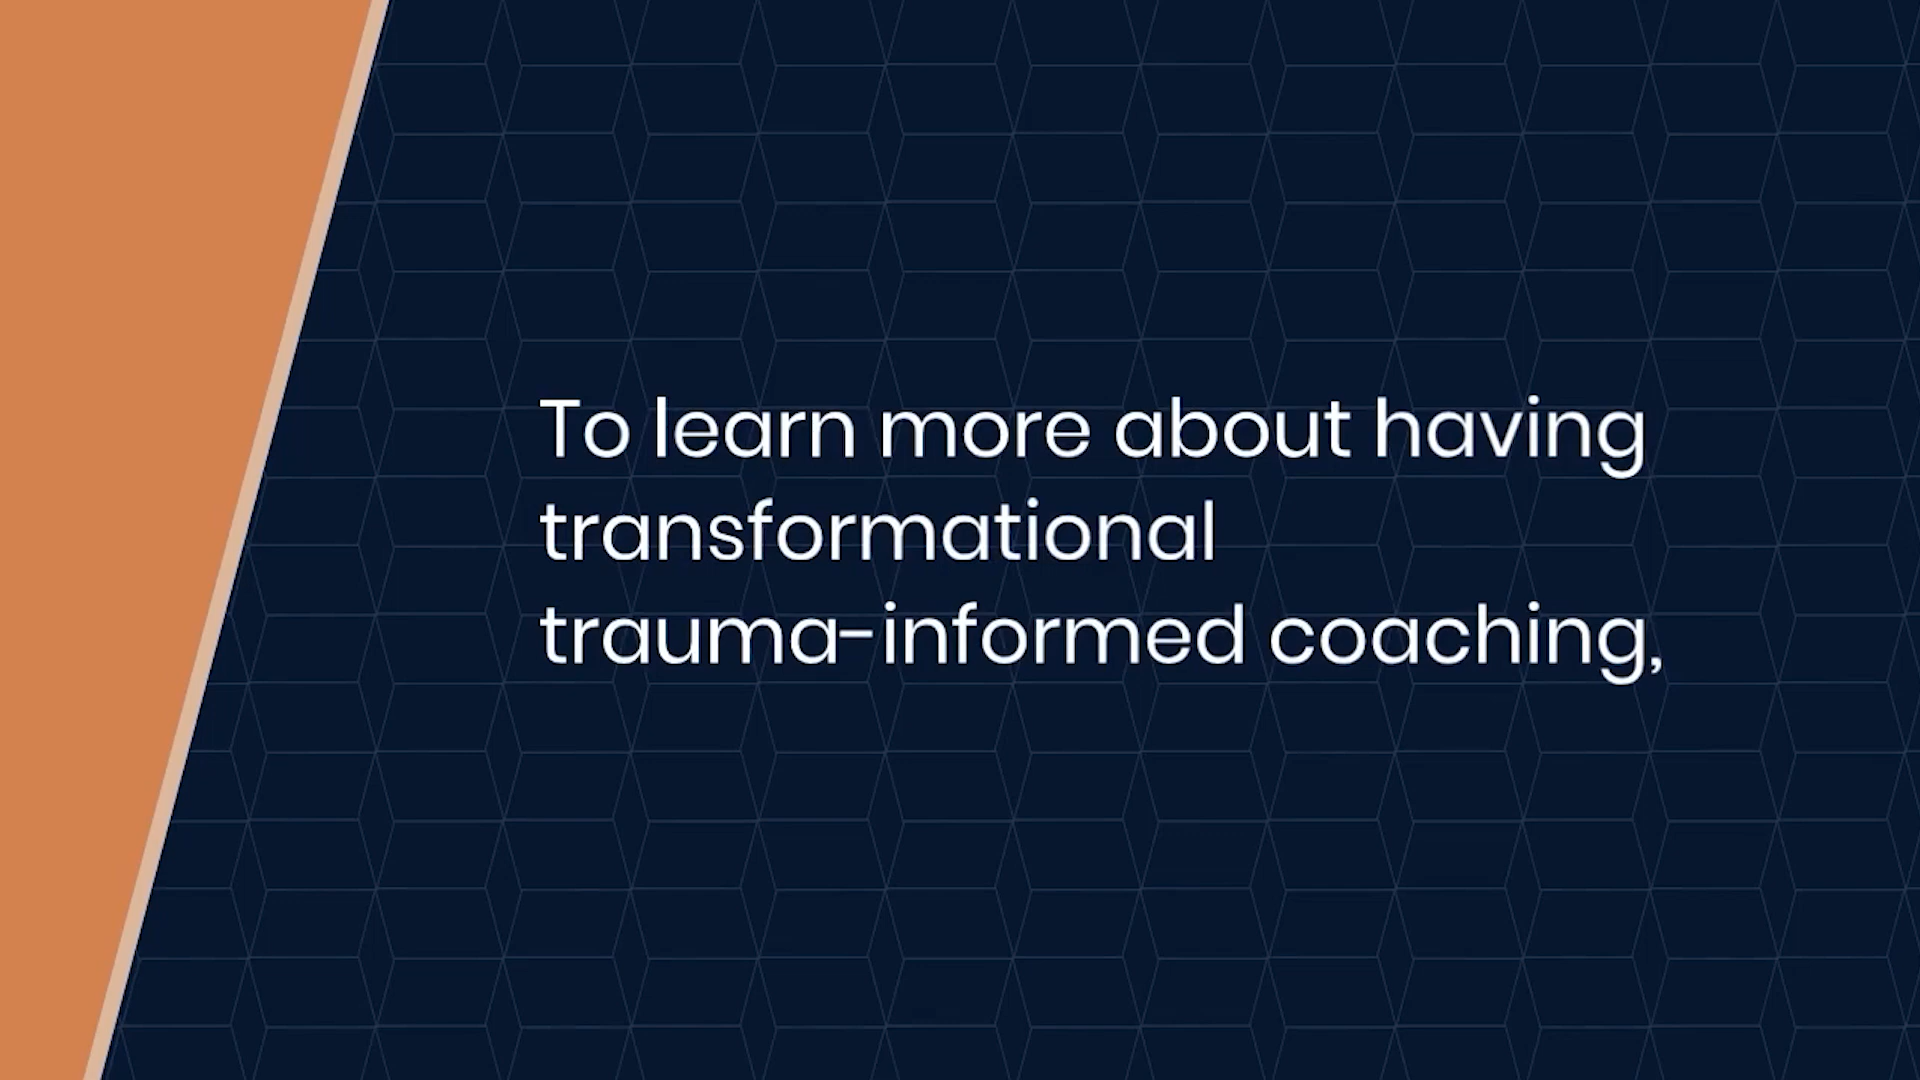 To learn more about having
transformational
trauma-informed coaching,